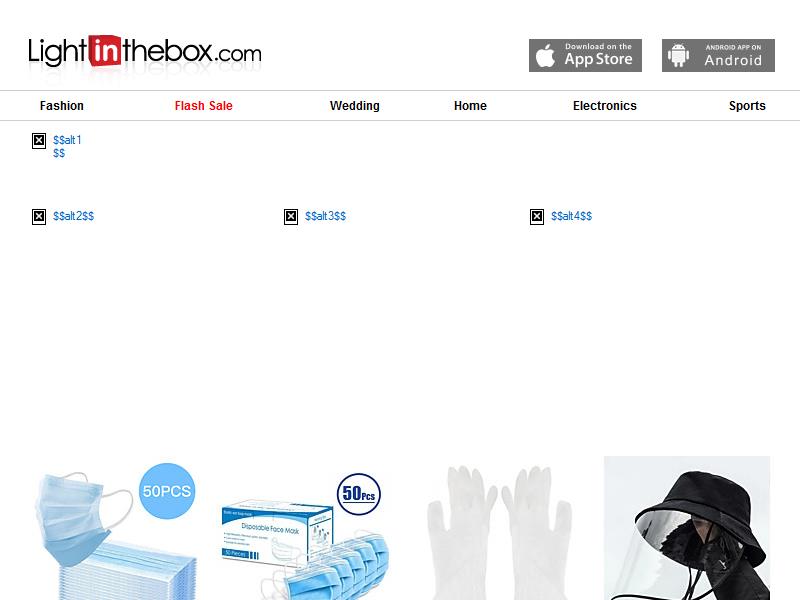 Lightinthebox.com
Download on the
App Store
ANDROID APP ON
Android
Fashion Flash Sale Wedding Home Electronics Sports
$$alt1
$$
$$alt2$$ $$alt3$$ $$alt4$$
50PCS
50Pcs
Disposable Face Mask
50 Pieces